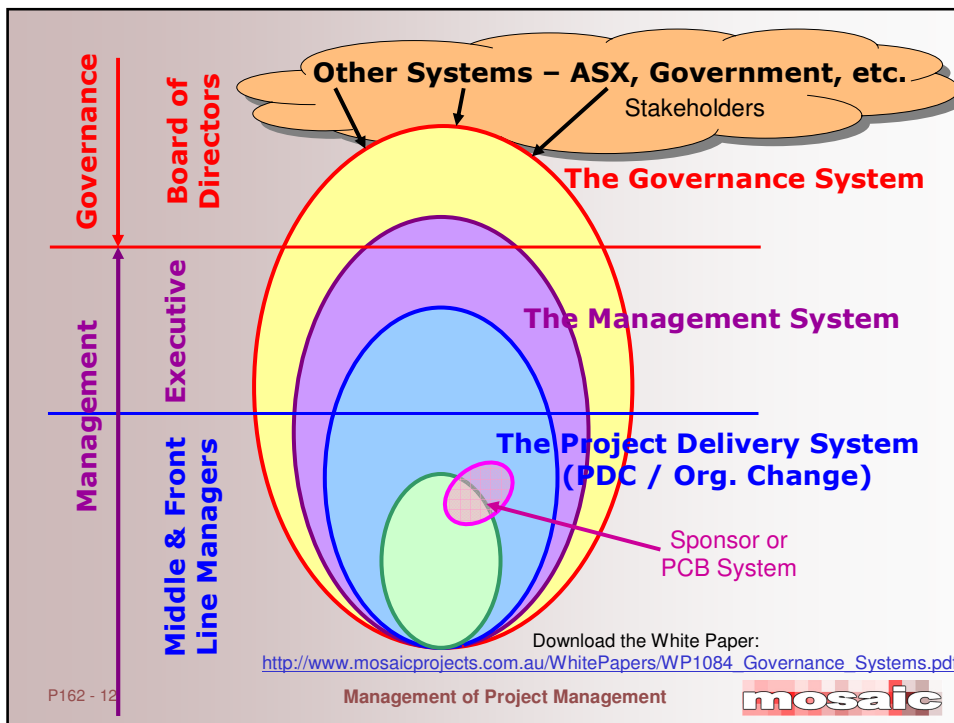 Other Systems – ASX, Government, etc.
Stakeholders
Governance
Board of
Directors
The Governance System
Management
Executive
The Management System
Middle & Front
Line Managers
The Project Delivery System
(PDC / Org. Change)
Sponsor or
PCB System
Download the White Paper:
http://www.mosaicprojects.com.au/WhitePapers/WP1084_Governance_Systems.pdf
P162 - 12
Management of Project Management
mosaic